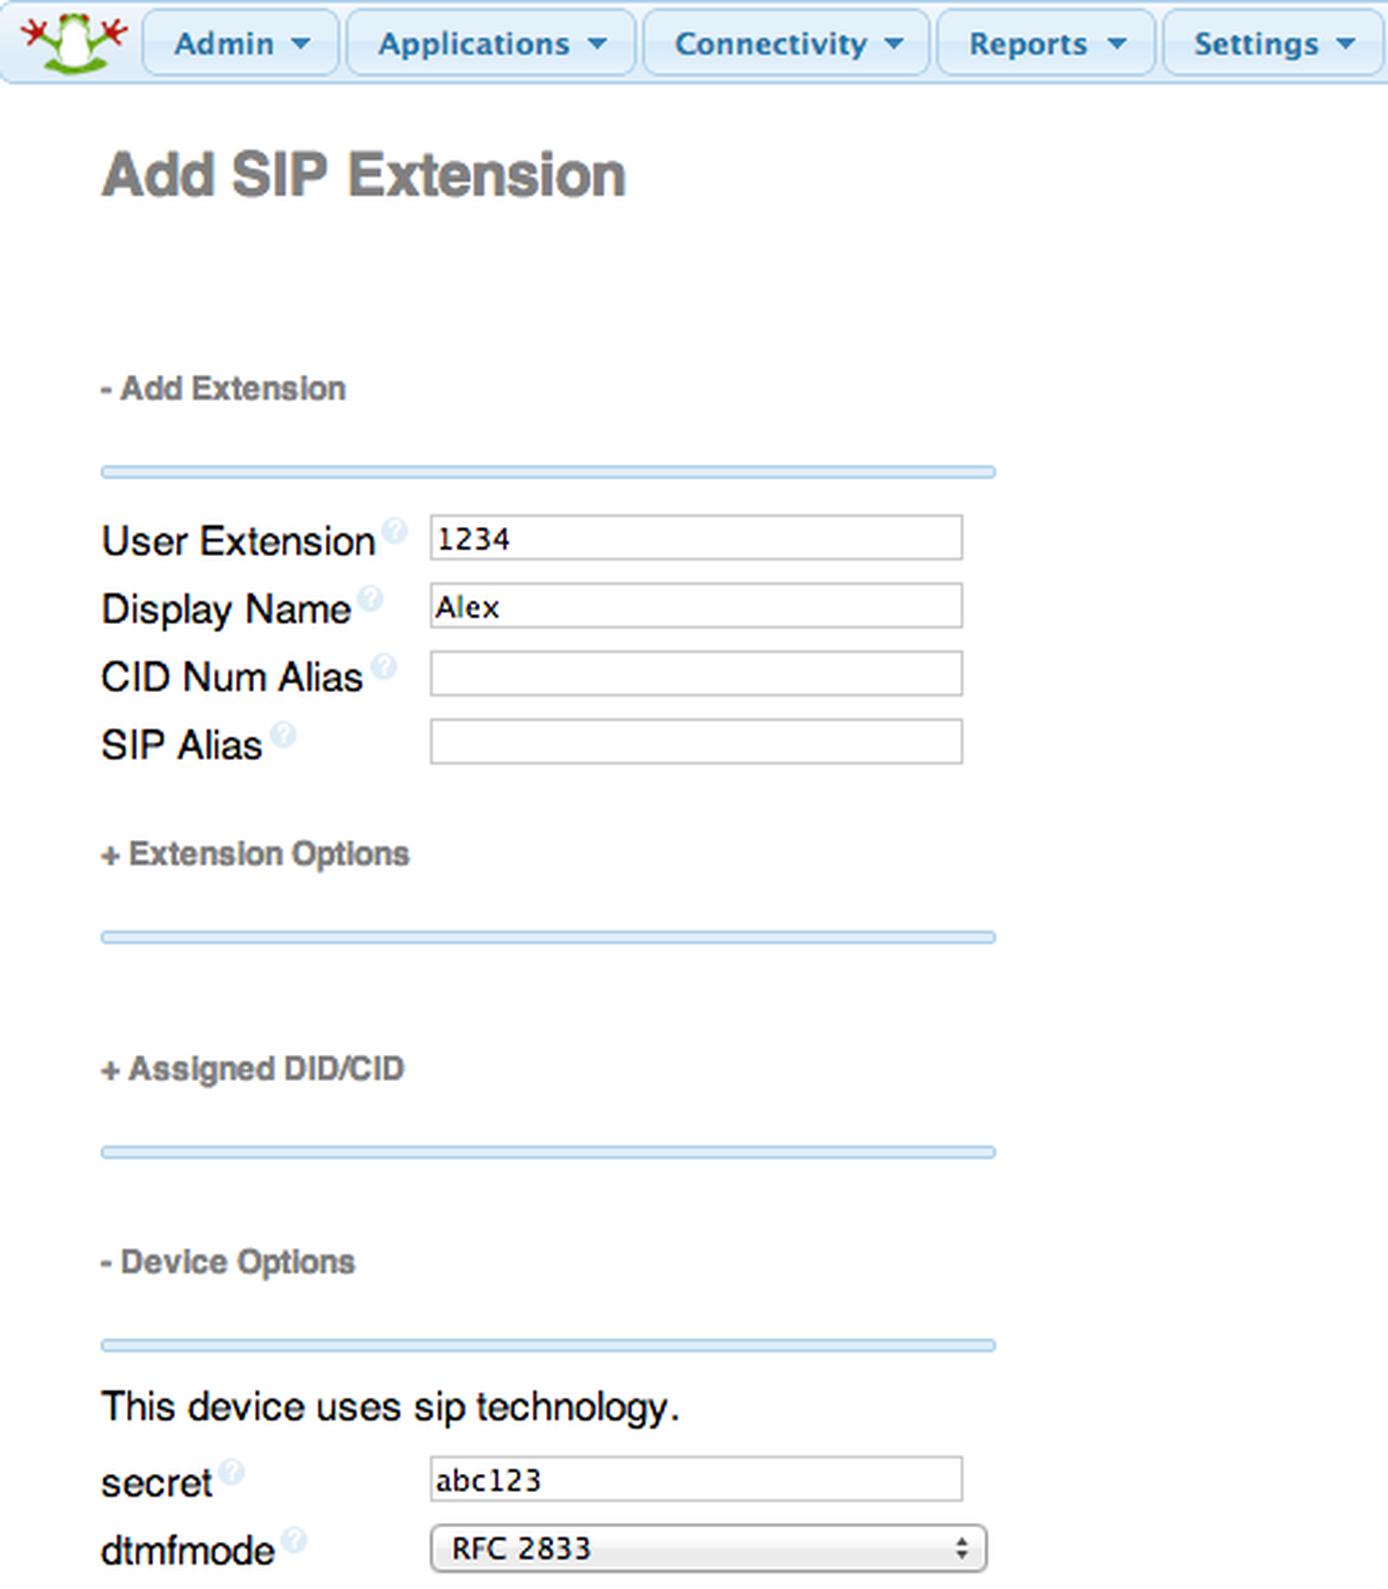 Admin Applications Connectivity Reports Settings
Add SIP Extension
- Add Extension
User Extension ? 1234
Display Name ? Alex
CID Num Alias ?
SIP Alias ?
+ Extension Options
+ Assigned DID/CID
- Device Options
This device uses sip technology.
secret ? abc123
dtmfmode ? RFC 2833